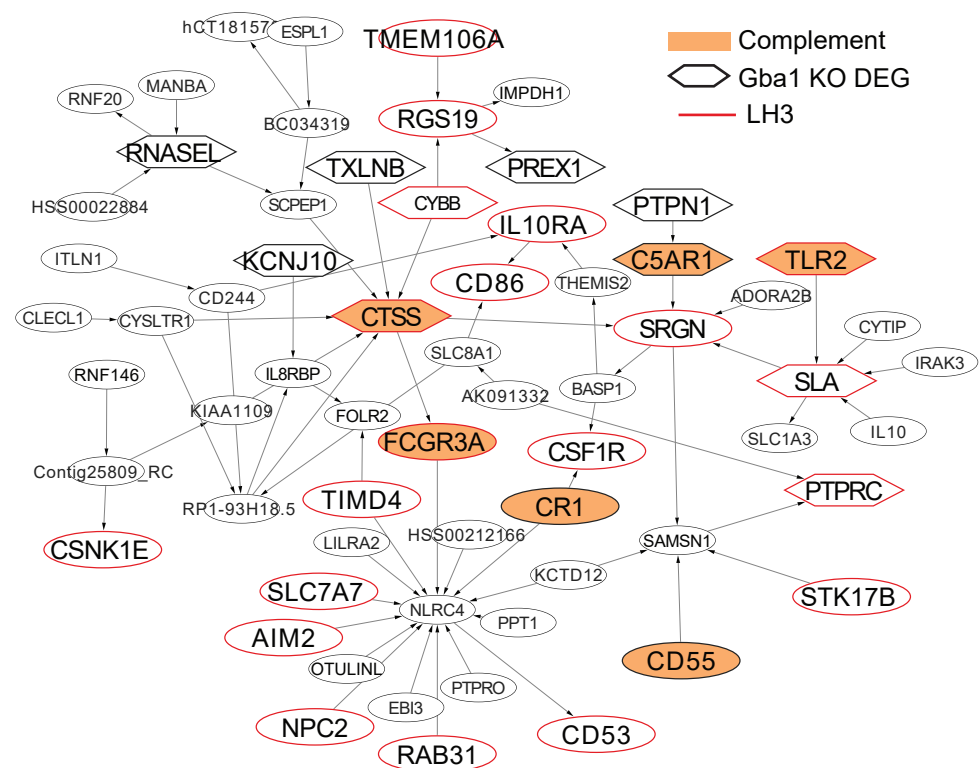 hCT18157
ESPL1
TMEM106A
Complement
Gba1 KO DEG
LH3
RNF20
MANBA
IMPDH1
BC034319
RGS19
RNASEL
TXLNB
PREX1
HSS00022884
SCPEP1
CYBB
PTPN1
IL10RA
ITLN1
KCNJ10
C5AR1
TLR2
CD244
CD86
THEMIS2
ADORA2B
CLECL1
CYSLTR1
CTSS
SRGN
CYTIP
SLC8A1
IRAK3
RNF146
IL8RBP
AK091332
BASP1
SLA
KIAA1109
FOLR2
FCGR3A
SLC1A3
IL10
CSF1R
Contig25809_RC
RP1-93H18.5
TIMD4
CR1
PTPRC
CSNK1E
LILRA2
HSS00212166
SAMSN1
KCTD12
SLC7A7
NLRC4
PPT1
STK17B
AIM2
OTULINL
PTPRO
CD55
EBI3
NPC2
RAB31
CD53